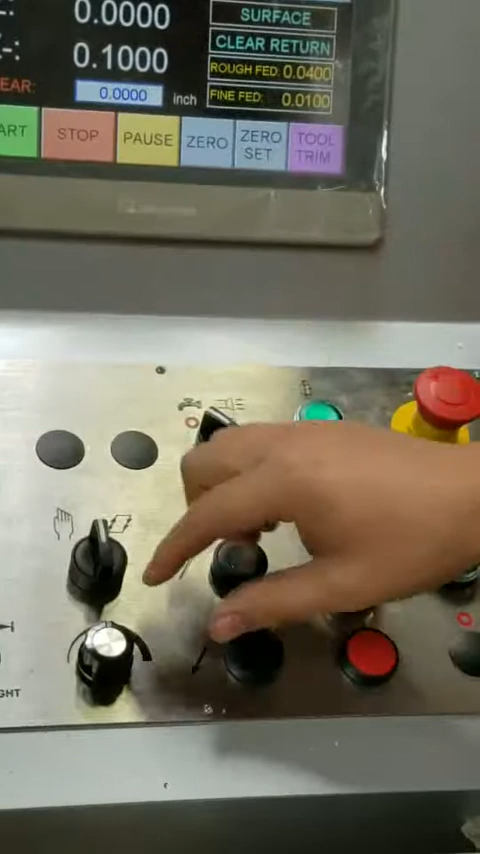 0.0000
SURFACE
CLEAR RETURN
0.1000
ROUGH FED: 0.0400
EAR:
0.0000
inch
FINE FED: 0.0100
ART
STOP
PAUSE
ZERO
ZERO
SET
TOOL
TRIM
GHT